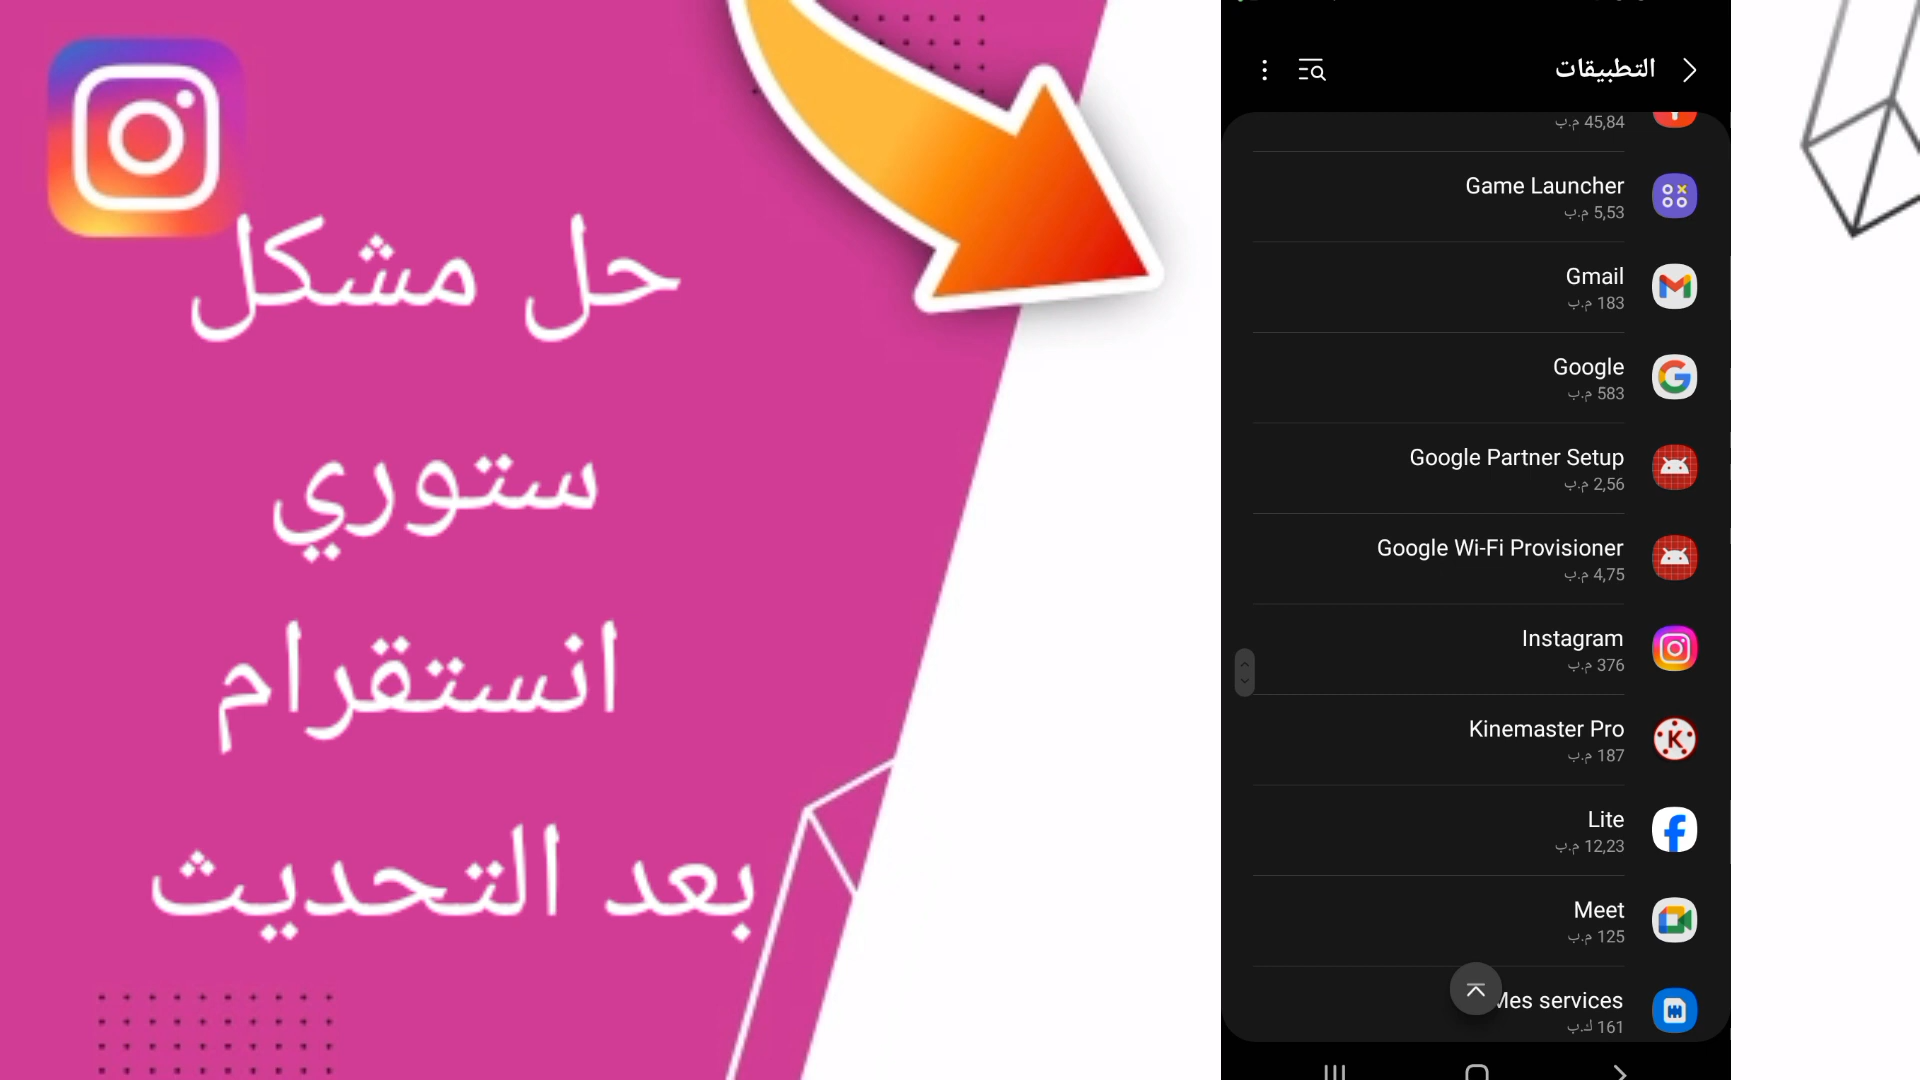 حل مشكل
ستوري
انستقرام
بعد التحديث
التطبيقات
45,84 م.ب
Game Launcher
5,53 م.ب
Gmail
183 م.ب
Google
583 م.ب
Google Partner Setup
2,56 م.ب
Google Wi-Fi Provisioner
4,75 م.ب
Instagram
376 م.ب
Kinemaster Pro
187 م.ب
Lite
12,23 م.ب
Meet
125 م.ب
Mes services
161 ك.ب